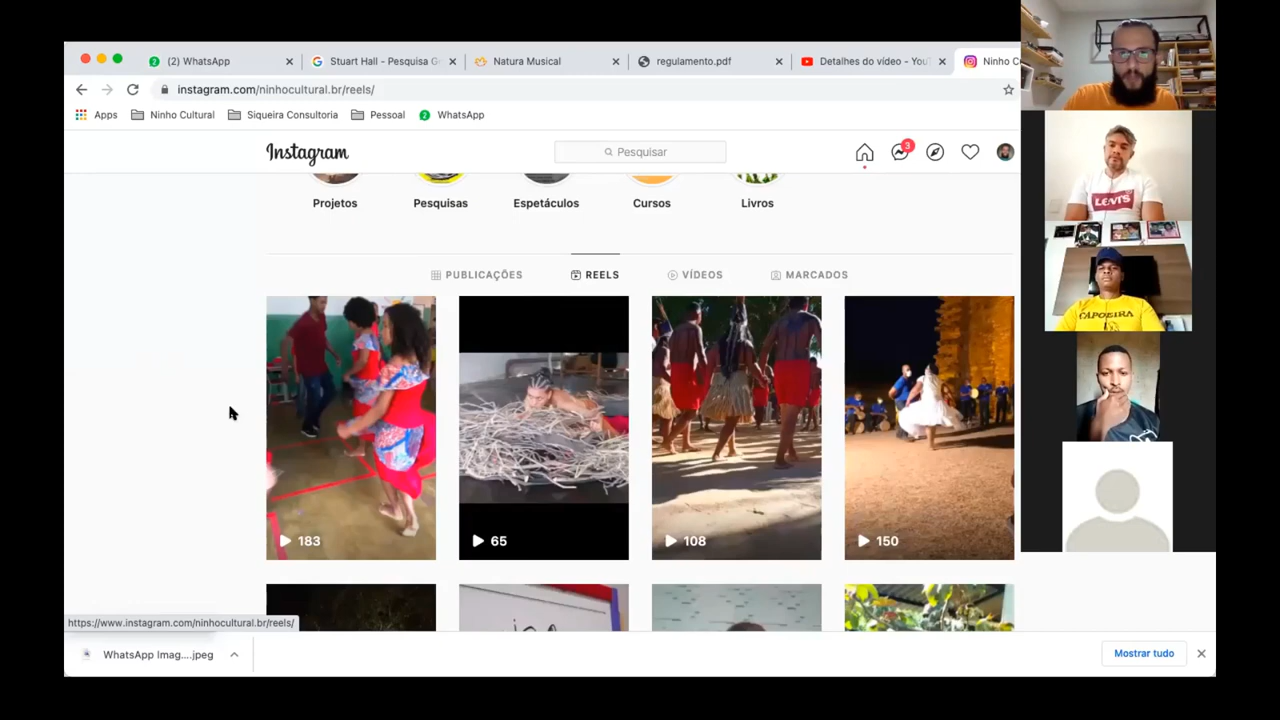 (2) WhatsApp
Stuart Hall - Pesquisa G
Natura Musical
regulamento.pdf
Detalhes do vídeo - You
Ninho C
instagram.com/ninhocultural.br/reels/
Apps
Ninho Cultural
Siqueira Consultoria
Pessoal
WhatsApp
Instagram
Pesquisar
3
Projetos
Pesquisas
Espetáculos
Cursos
Livros
PUBLICAÇÕES
REELS
VÍDEOS
MARCADOS
183
65
108
150
https://www.instagram.com/ninhocultural.br/reels/
WhatsApp Imag....jpeg
Mostrar tudo
LEVI'S
CAPOEIRA